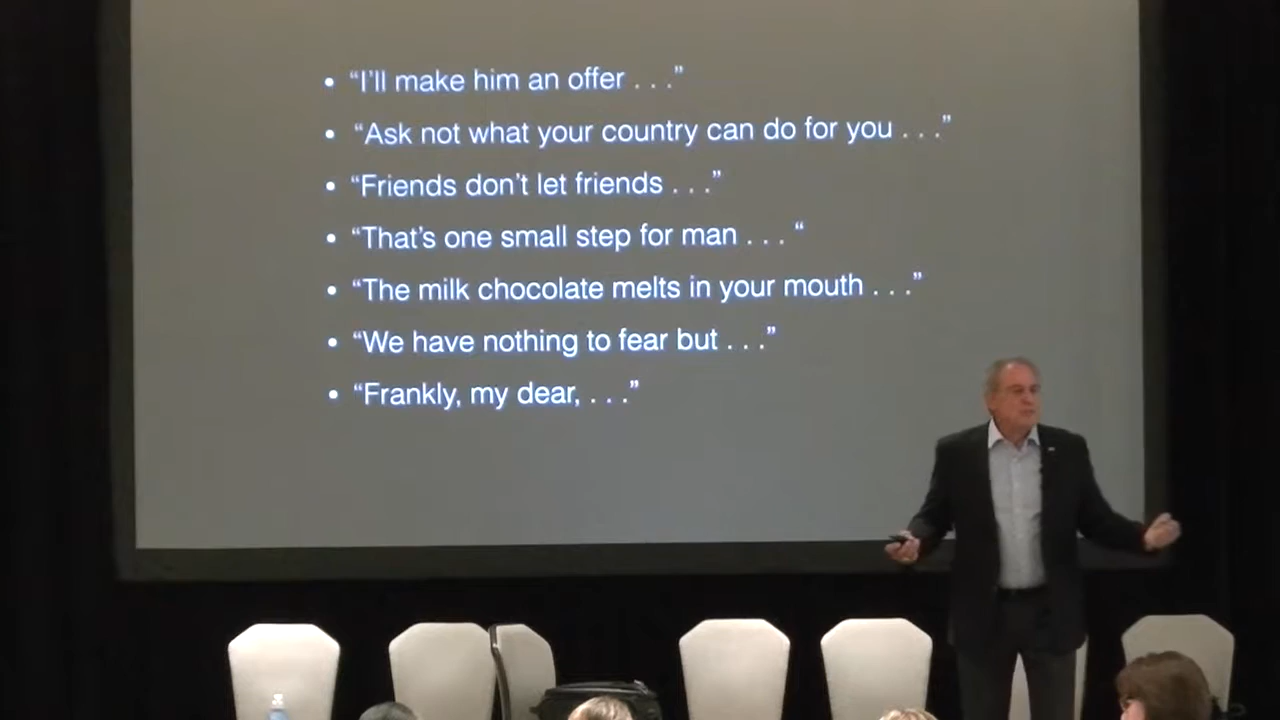 • “I’ll make him an offer . . .”
• “Ask not what your country can do for you . . .”
• “Friends don’t let friends . . .”
• “That’s one small step for man . . . “
• “The milk chocolate melts in your mouth . . .”
• “We have nothing to fear but . . .”
• “Frankly, my dear, . . .”